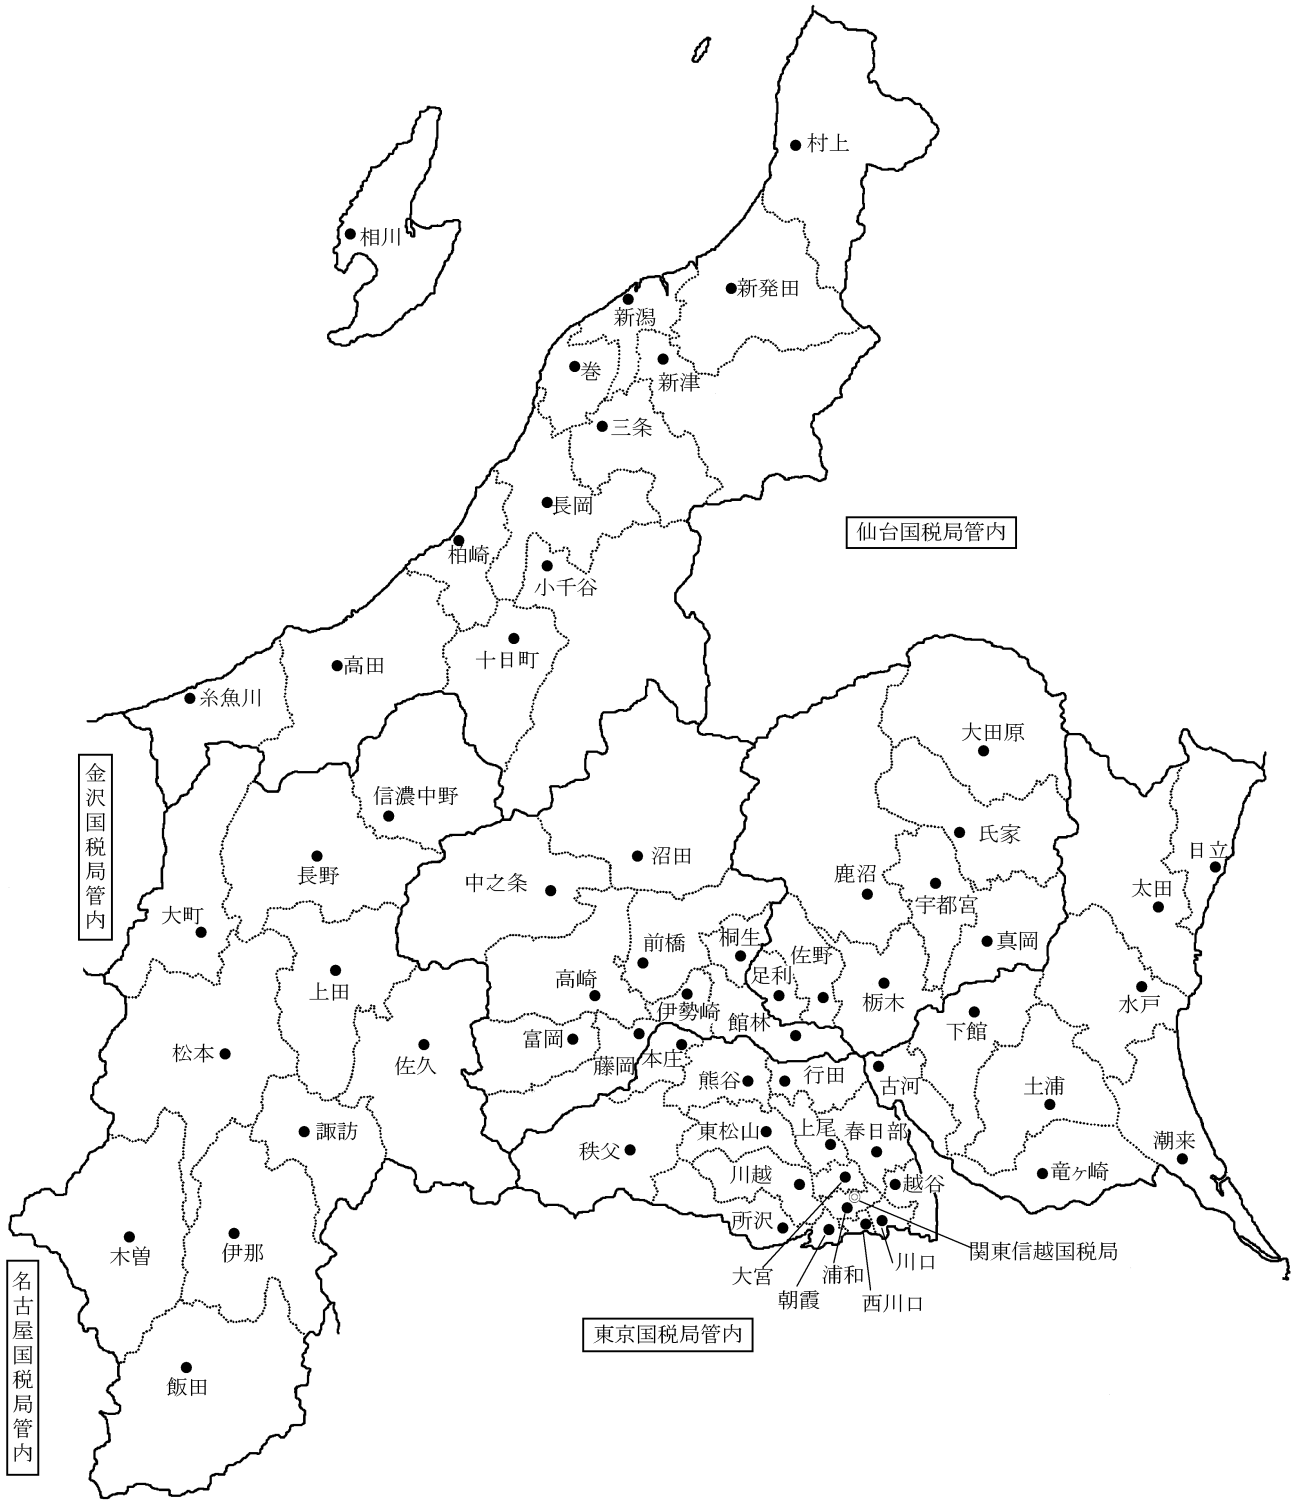 村上
相川
新発田
新潟
巻
新津
三条
長岡
仙台国税局管内
柏崎
小千谷
十日町
高田
糸魚川
大田原
金沢国税局管内
信濃中野
氏家
日立
長野
中之条
沼田
鹿沼
太田
宇都宮
大町
前橋
桐生
佐野
真岡
上田
高崎
足利
栃木
水戸
伊勢崎
館林
下館
富岡
松本
佐久
藤岡
本庄
熊谷
行田
古河
土浦
諏訪
秩父
東松山
上尾
春日部
潮来
川越
越谷
竜ヶ崎
所沢
木曽
伊那
関東信越国税局
大宮
浦和
川口
朝霞
西川口
名古屋国税局管内
東京国税局管内
飯田